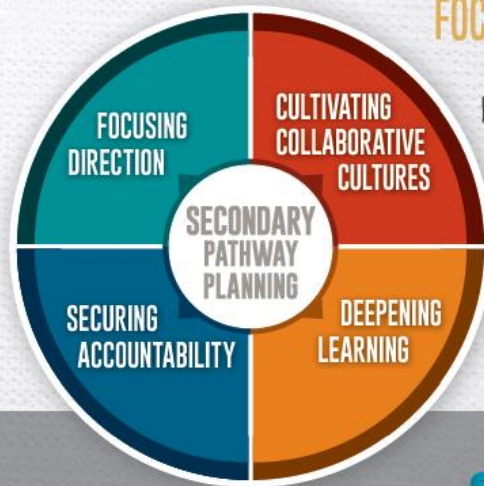 FOCUSING
DIRECTION
CULTIVATING
COLLABORATIVE
CULTURES
SECONDARY
PATHWAY
PLANNING
SECURING
ACCOUNTABILITY
DEEPENING
LEARNING